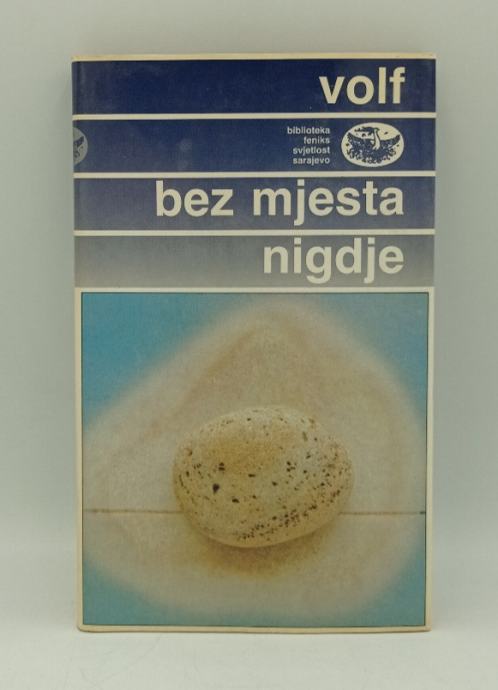 volf
biblioteka
feniks
svjetlost
sarajevo
bez mjesta
nigdje